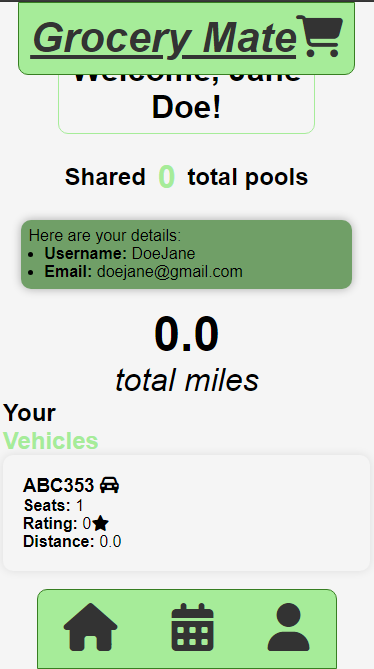 Grocery Mate
Welcome, Jane
Doe!
Shared 0 total pools
Here are your details:
Username: DoeJane
Email: doejane@gmail.com
0.0
total miles
Your
Vehicles
ABC353
Seats: 1
Rating: 0
Distance: 0.0